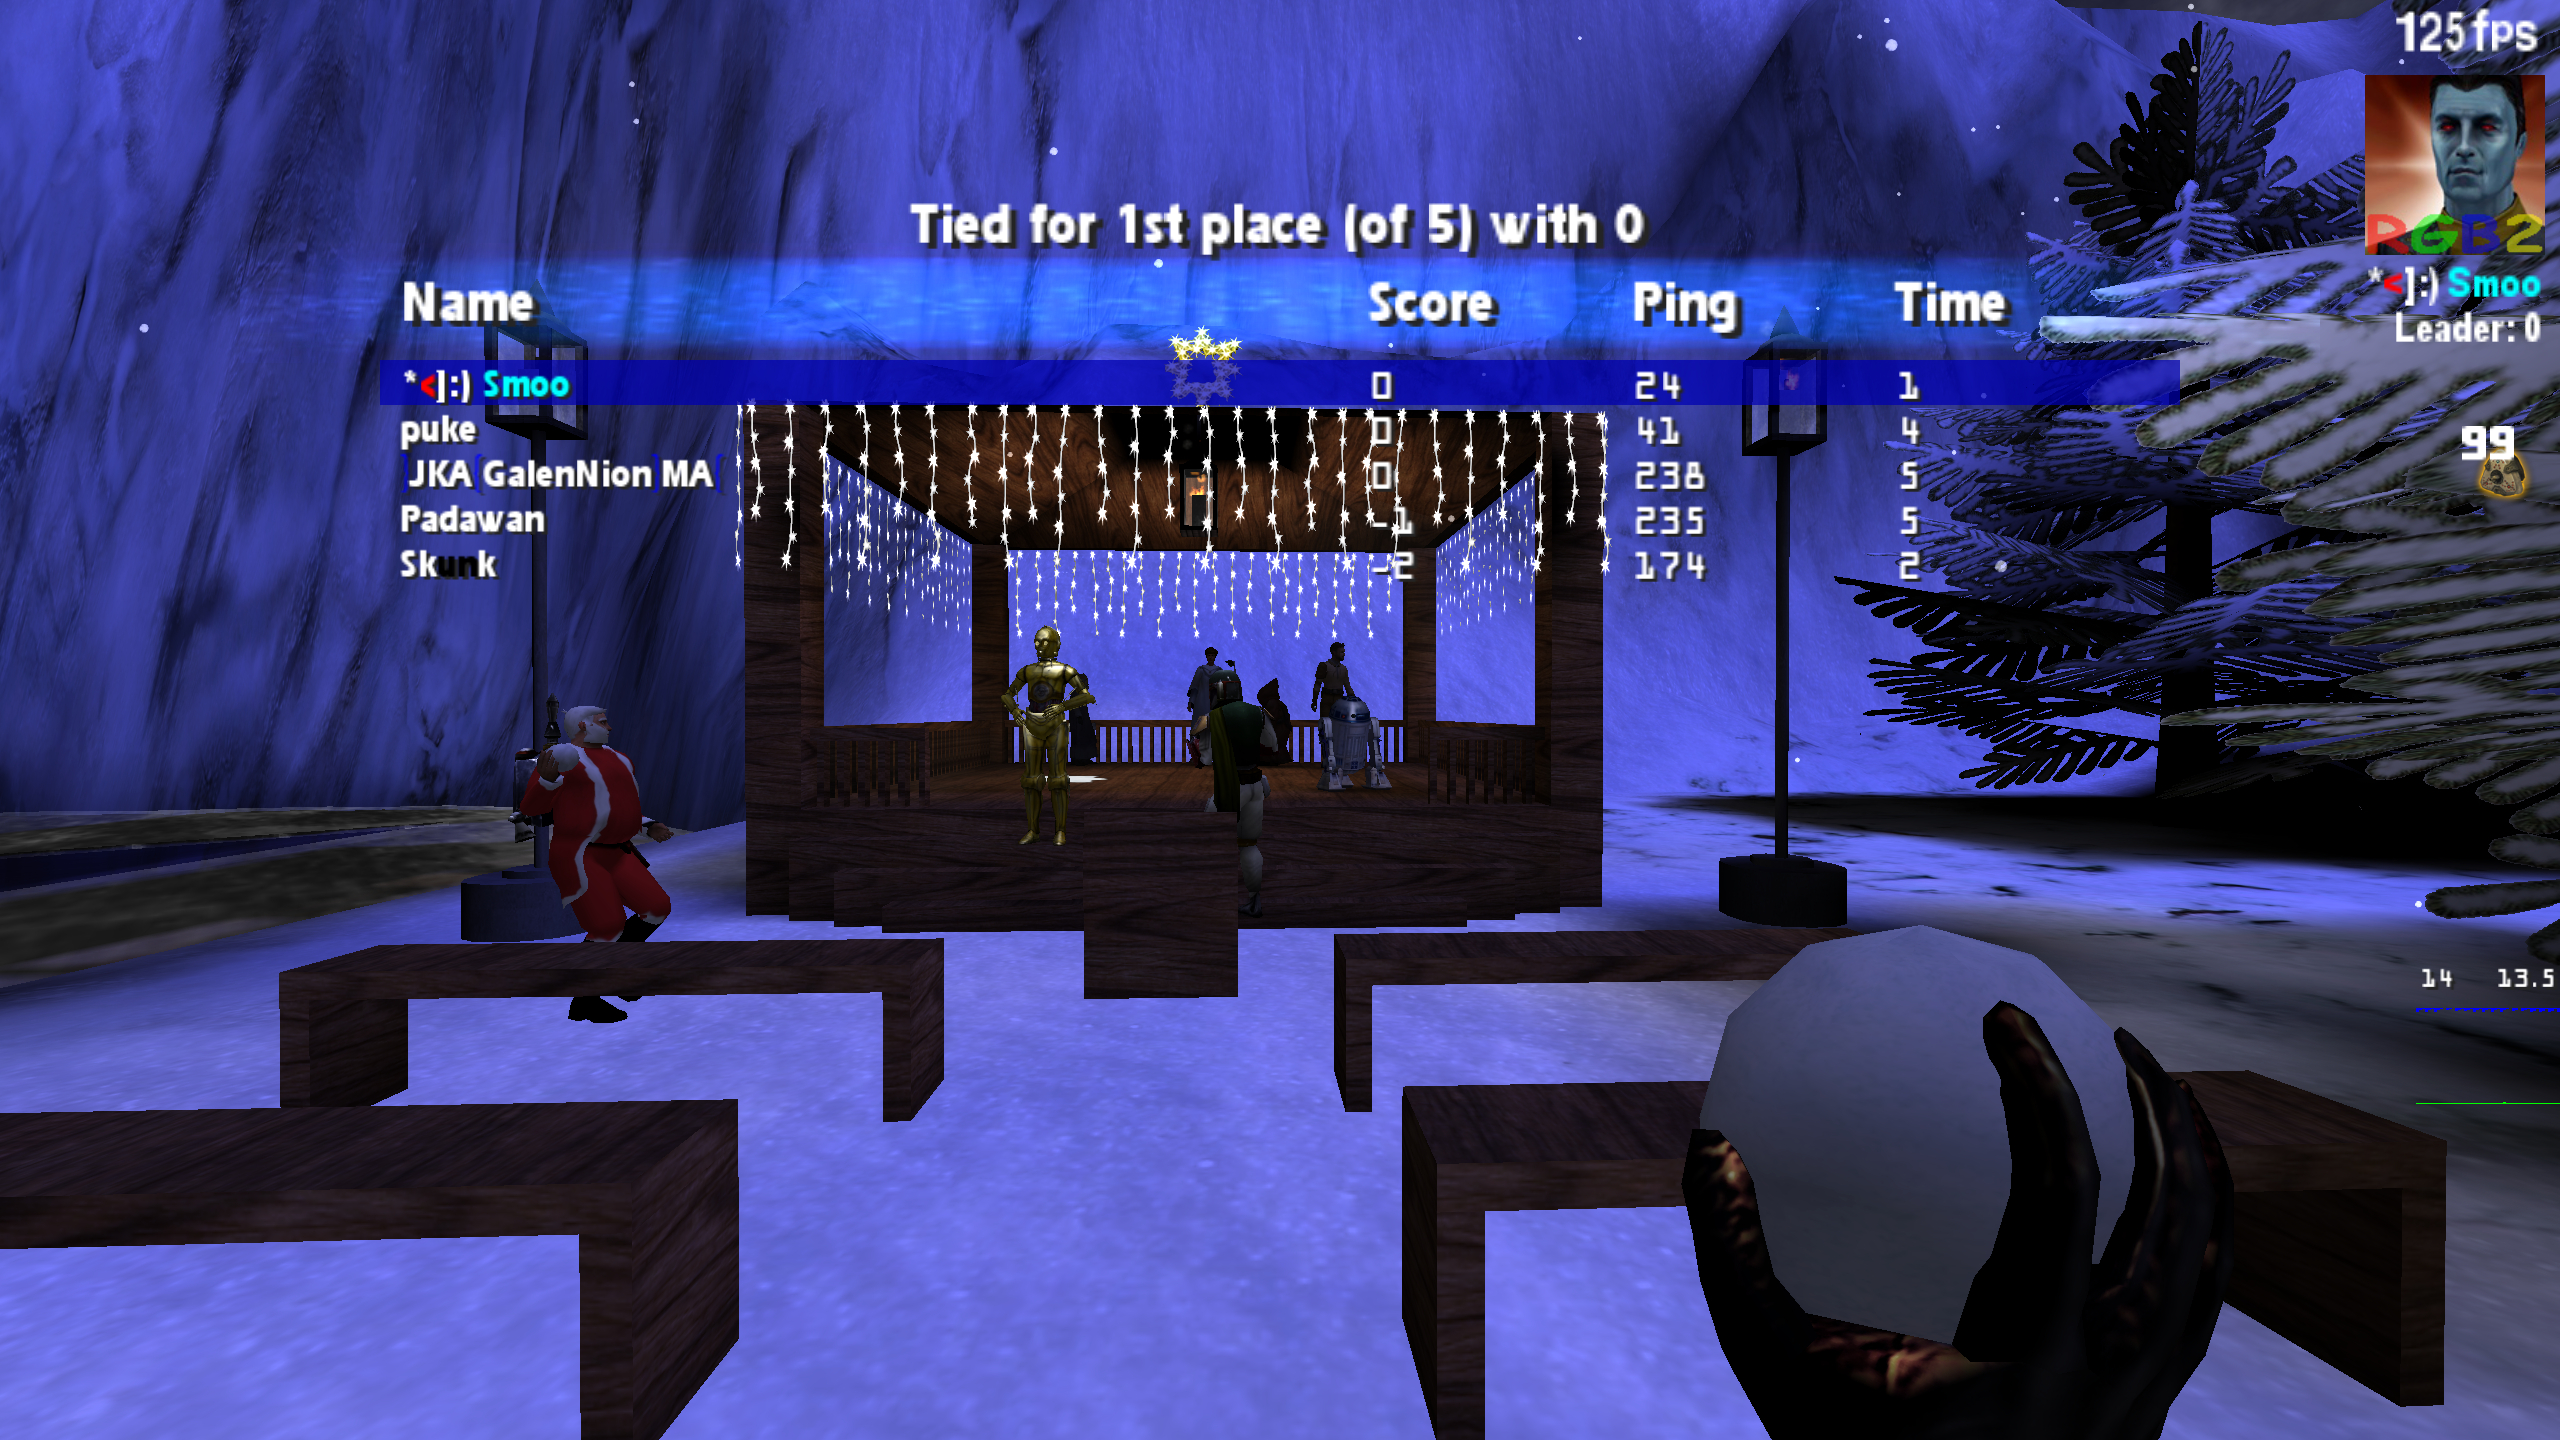 125fps
RGB2
*<]:) Smoo
Leader: 0
99
14 13.5
Tied for 1st place (of 5) with 0
Name Score Ping Time
*<]:) Smoo 0 24 1
puke 0 41 4
]JKA[GalenNion]MA[ 0 238 5
Padawan -1 235 5
Skunk -2 174 2